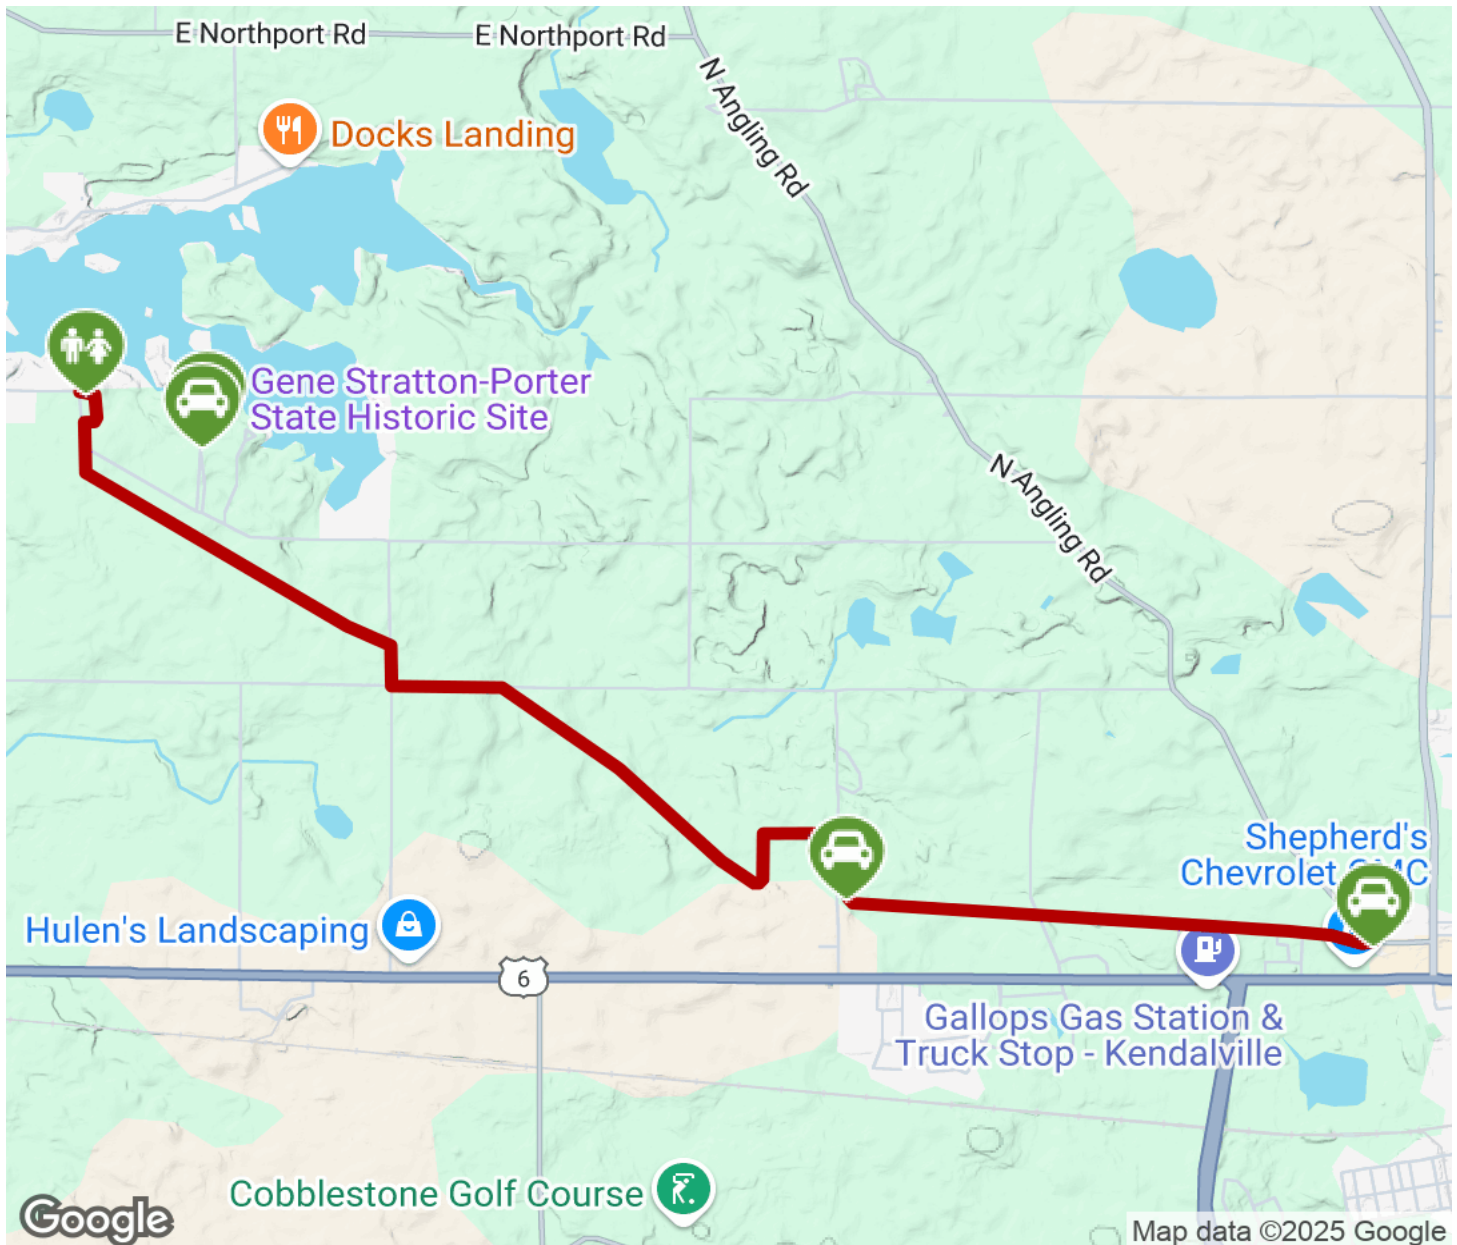 E Northport Rd
E Northport Rd
N Angling Rd
Docks Landing
Gene Stratton-Porter
State Historic Site
N Angling Rd
Shepherd's
Chevrolet GMC
Hulen's Landscaping
6
Gallops Gas Station &
Truck Stop - Kendalville
Cobblestone Golf Course
Google
Map data ©2025 Google